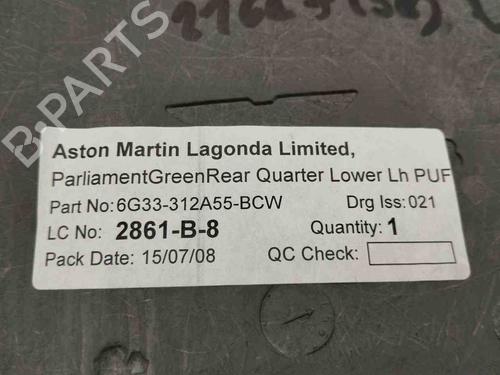 B-PARTS
Aston Martin Lagonda Limited,
ParliamentGreenRear Quarter Lower Lh PUF
Part No: 6G33-312A55-BCW Drg Iss: 021
LC No: 2861-B-8 Quantity: 1
Pack Date: 15/07/08 QC Check: